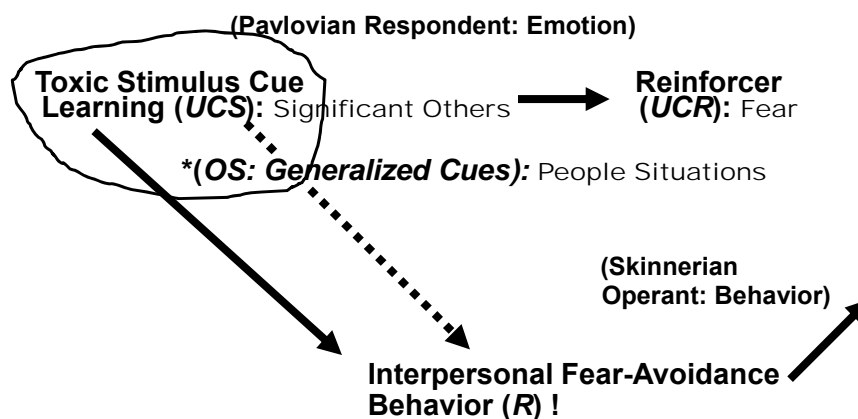 (Pavlovian Respondent: Emotion)
Toxic Stimulus Cue
Learning (UCS): Significant Others
Reinforcer
(UCR): Fear
*(OS: Generalized Cues): People Situations
(Skinnerian
Operant: Behavior)
Interpersonal Fear-Avoidance
Behavior (R) !